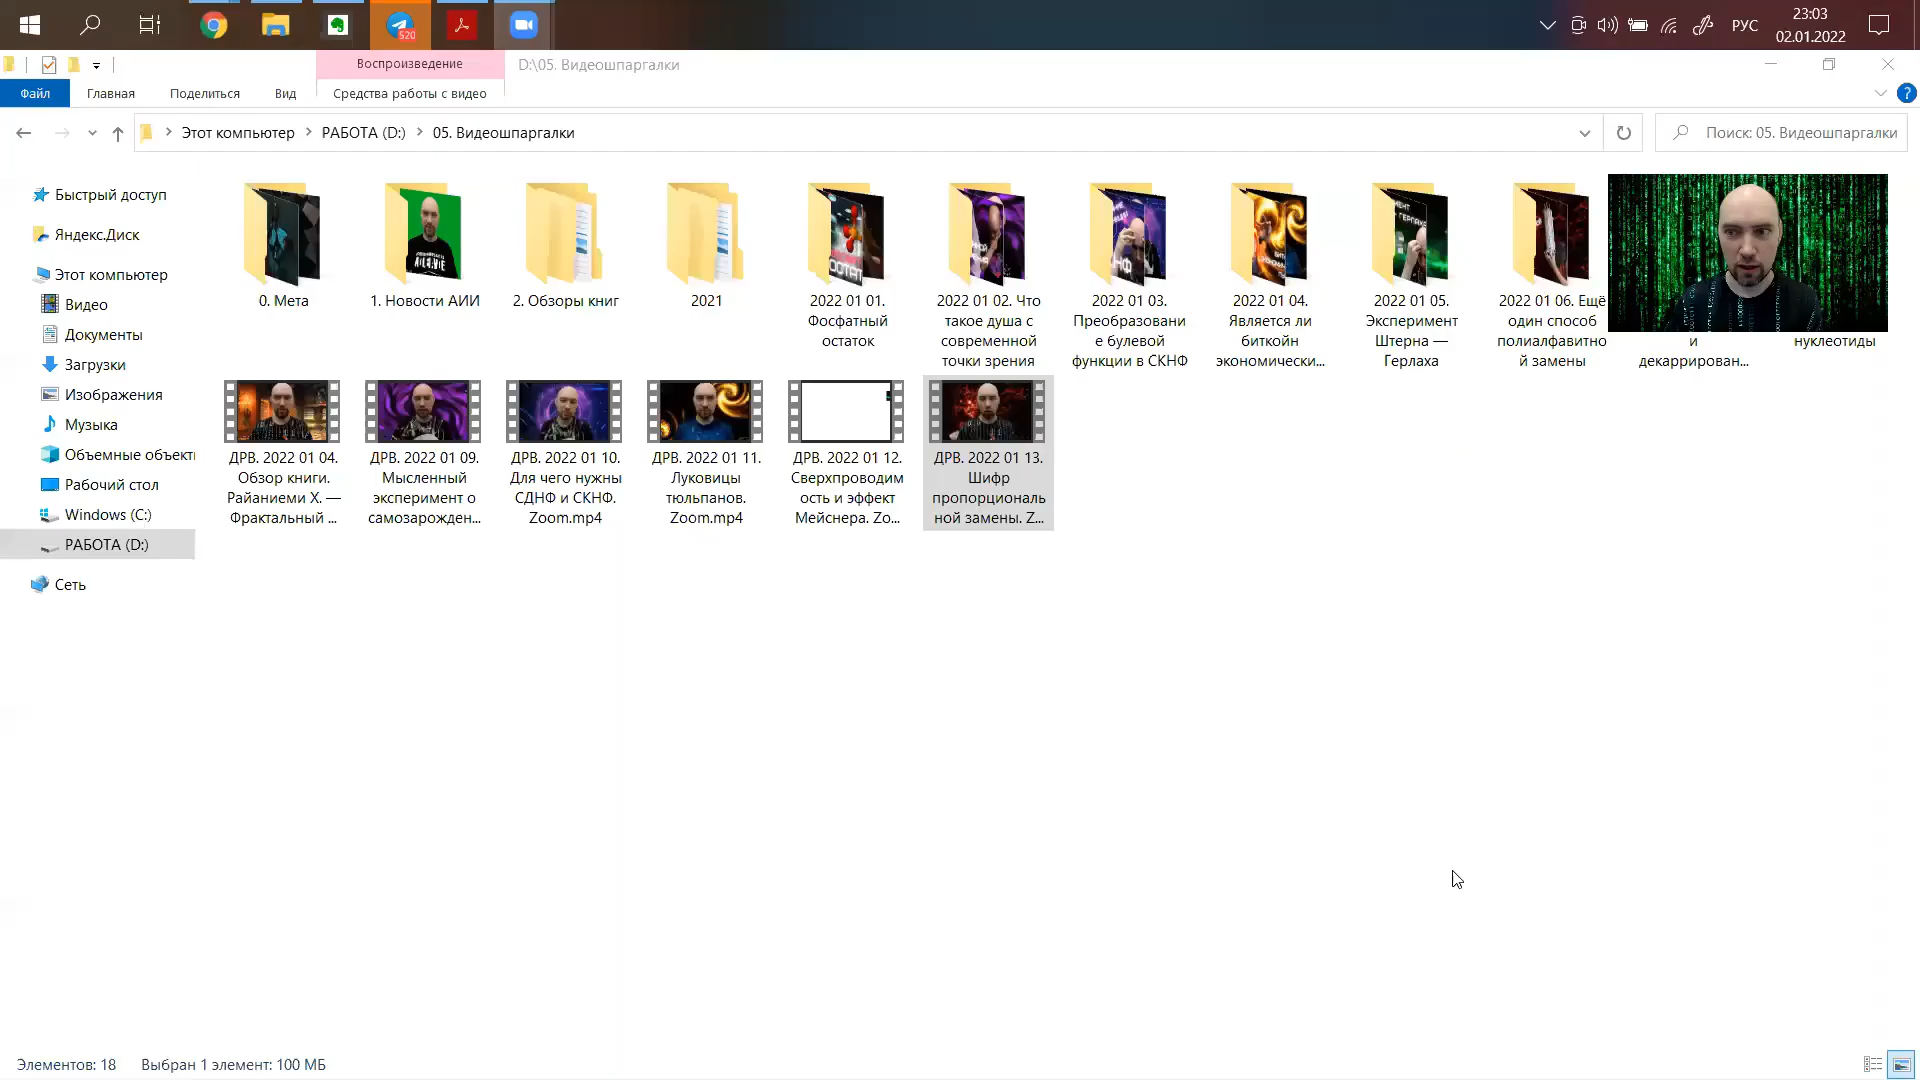 520
РУС
23:03
02.01.2022
Воспроизведение
D:\05. Видеошпаргалки
Файл
Главная
Поделиться
Вид
Средства работы с видео
?
Этот компьютер
РАБОТА (D:)
05. Видеошпаргалки
Поиск: 05. Видеошпаргалки
Быстрый доступ
Яндекс.Диск
Этот компьютер
Видео
Документы
Загрузки
Изображения
Музыка
Объемные объект
Рабочий стол
Windows (C:)
РАБОТА (D:)
Сеть
0. Мета
1. Новости АИИ
2. Обзоры книг
2021
2022 01 01.
Фосфатный
остаток
2022 01 02. Что
такое душа с
современной
точки зрения
2022 01 03.
Преобразовани
е булевой
функции в СКНФ
2022 01 04.
Является ли
биткойн
экономически...
2022 01 05.
Эксперимент
Штерна —
Герлаха
2022 01 06. Ещё
один способ
полиалфавитно
й замены
и
декаррирован...
нуклеотиды
ДРВ. 2022 01 04.
Обзор книги.
Райаниеми Х. —
Фрактальный ...
ДРВ. 2022 01 09.
Мысленный
эксперимент о
самозарожден...
ДРВ. 2022 01 10.
Для чего нужны
СДНФ и СКНФ.
Zoom.mp4
ДРВ. 2022 01 11.
Луковицы
тюльпанов.
Zoom.mp4
ДРВ. 2022 01 12.
Сверхпроводим
ость и эффект
Мейснера. Zo...
ДРВ. 2022 01 13.
Шифр
пропорциональ
ной замены. Z...
Элементов: 18
Выбран 1 элемент: 100 МБ